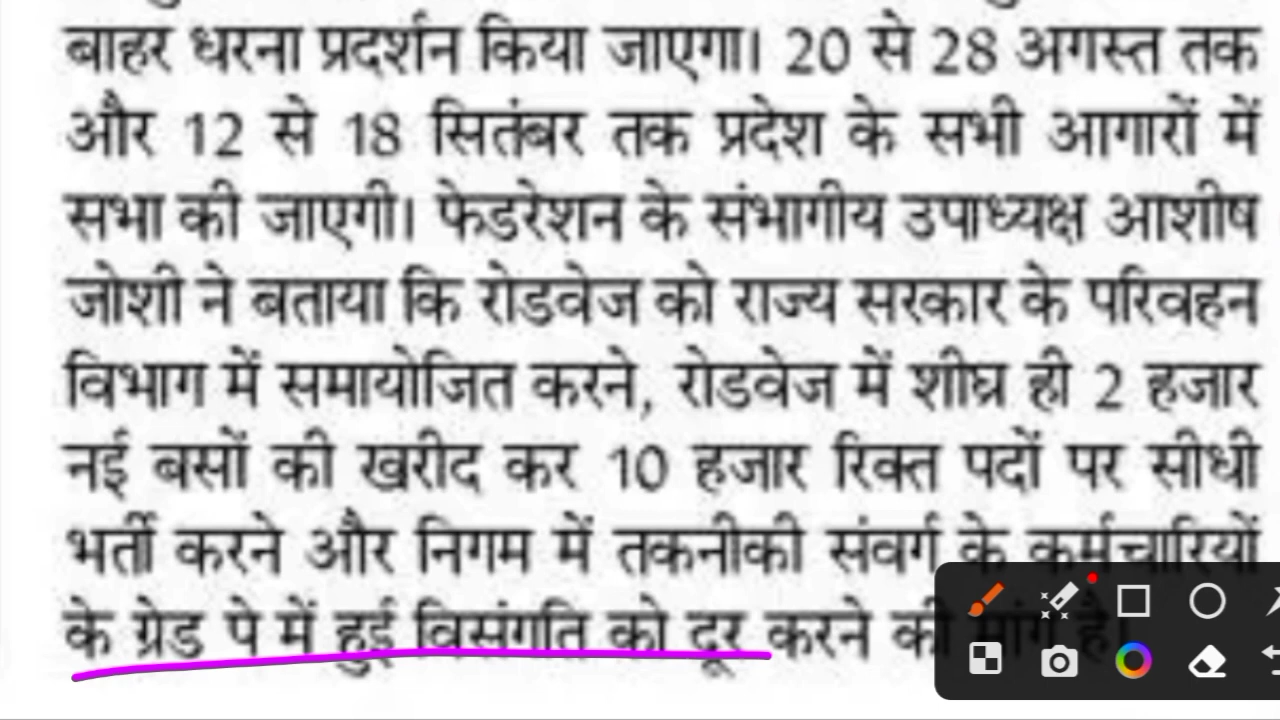 बाहर धरना प्रदर्शन किया जाएगा। 20 से 28 अगस्त तक
और 12 से 18 सितंबर तक प्रदेश के सभी आगारों में
सभा की जाएगी। फेडरेशन के संभागीय उपाध्यक्ष आशीष
जोशी ने बताया कि रोडवेज को राज्य सरकार के परिवहन
विभाग में समायोजित करने, रोडवेज में शीघ्र ही 2 हजार
नई बसों की खरीद कर 10 हजार रिक्त पदों पर सीधी
भर्ती करने और निगम में तकनीकी संवर्ग के कर्मचारियों
के ग्रेड पे में हुई विसंगति को दूर करने की मांग है।